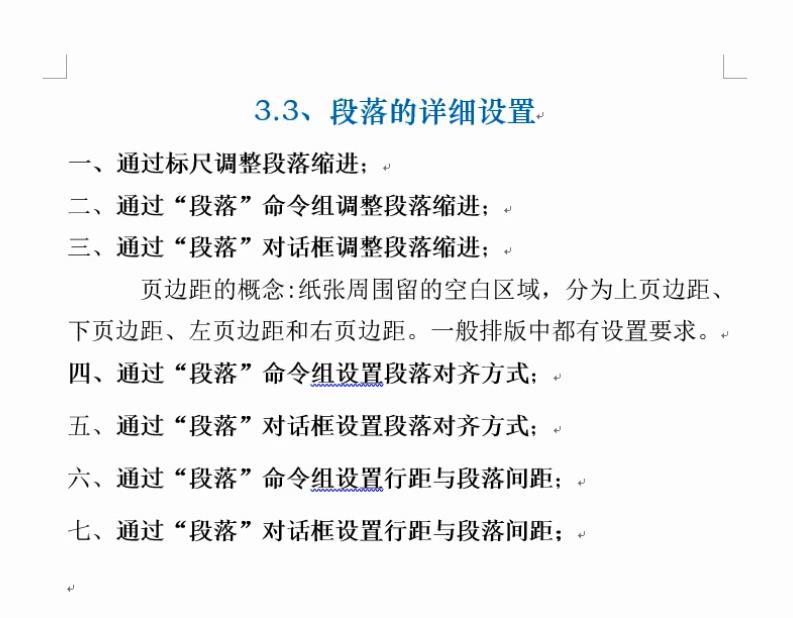 3.3、段落的详细设置
一、通过标尺调整段落缩进；
二、通过“段落”命令组调整段落缩进；
三、通过“段落”对话框调整段落缩进；
页边距的概念:纸张周围留的空白区域，分为上页边距、
下页边距、左页边距和右页边距。一般排版中都有设置要求。
四、通过“段落”命令组设置段落对齐方式；
五、通过“段落”对话框设置段落对齐方式；
六、通过“段落”命令组设置行距与段落间距；
七、通过“段落”对话框设置行距与段落间距；